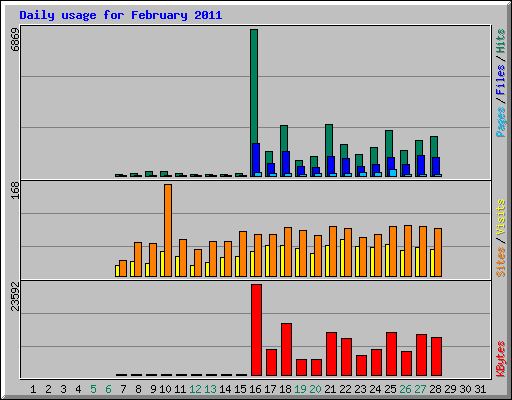 Daily usage for February 2011
6869
Pages / Files / Hits
168
Sites / Visits
23592
KBytes
1 2 3 4 5 6 7 8 9 10 11 12 13 14 15 16 17 18 19 20 21 22 23 24 25 26 27 28 29 30 31